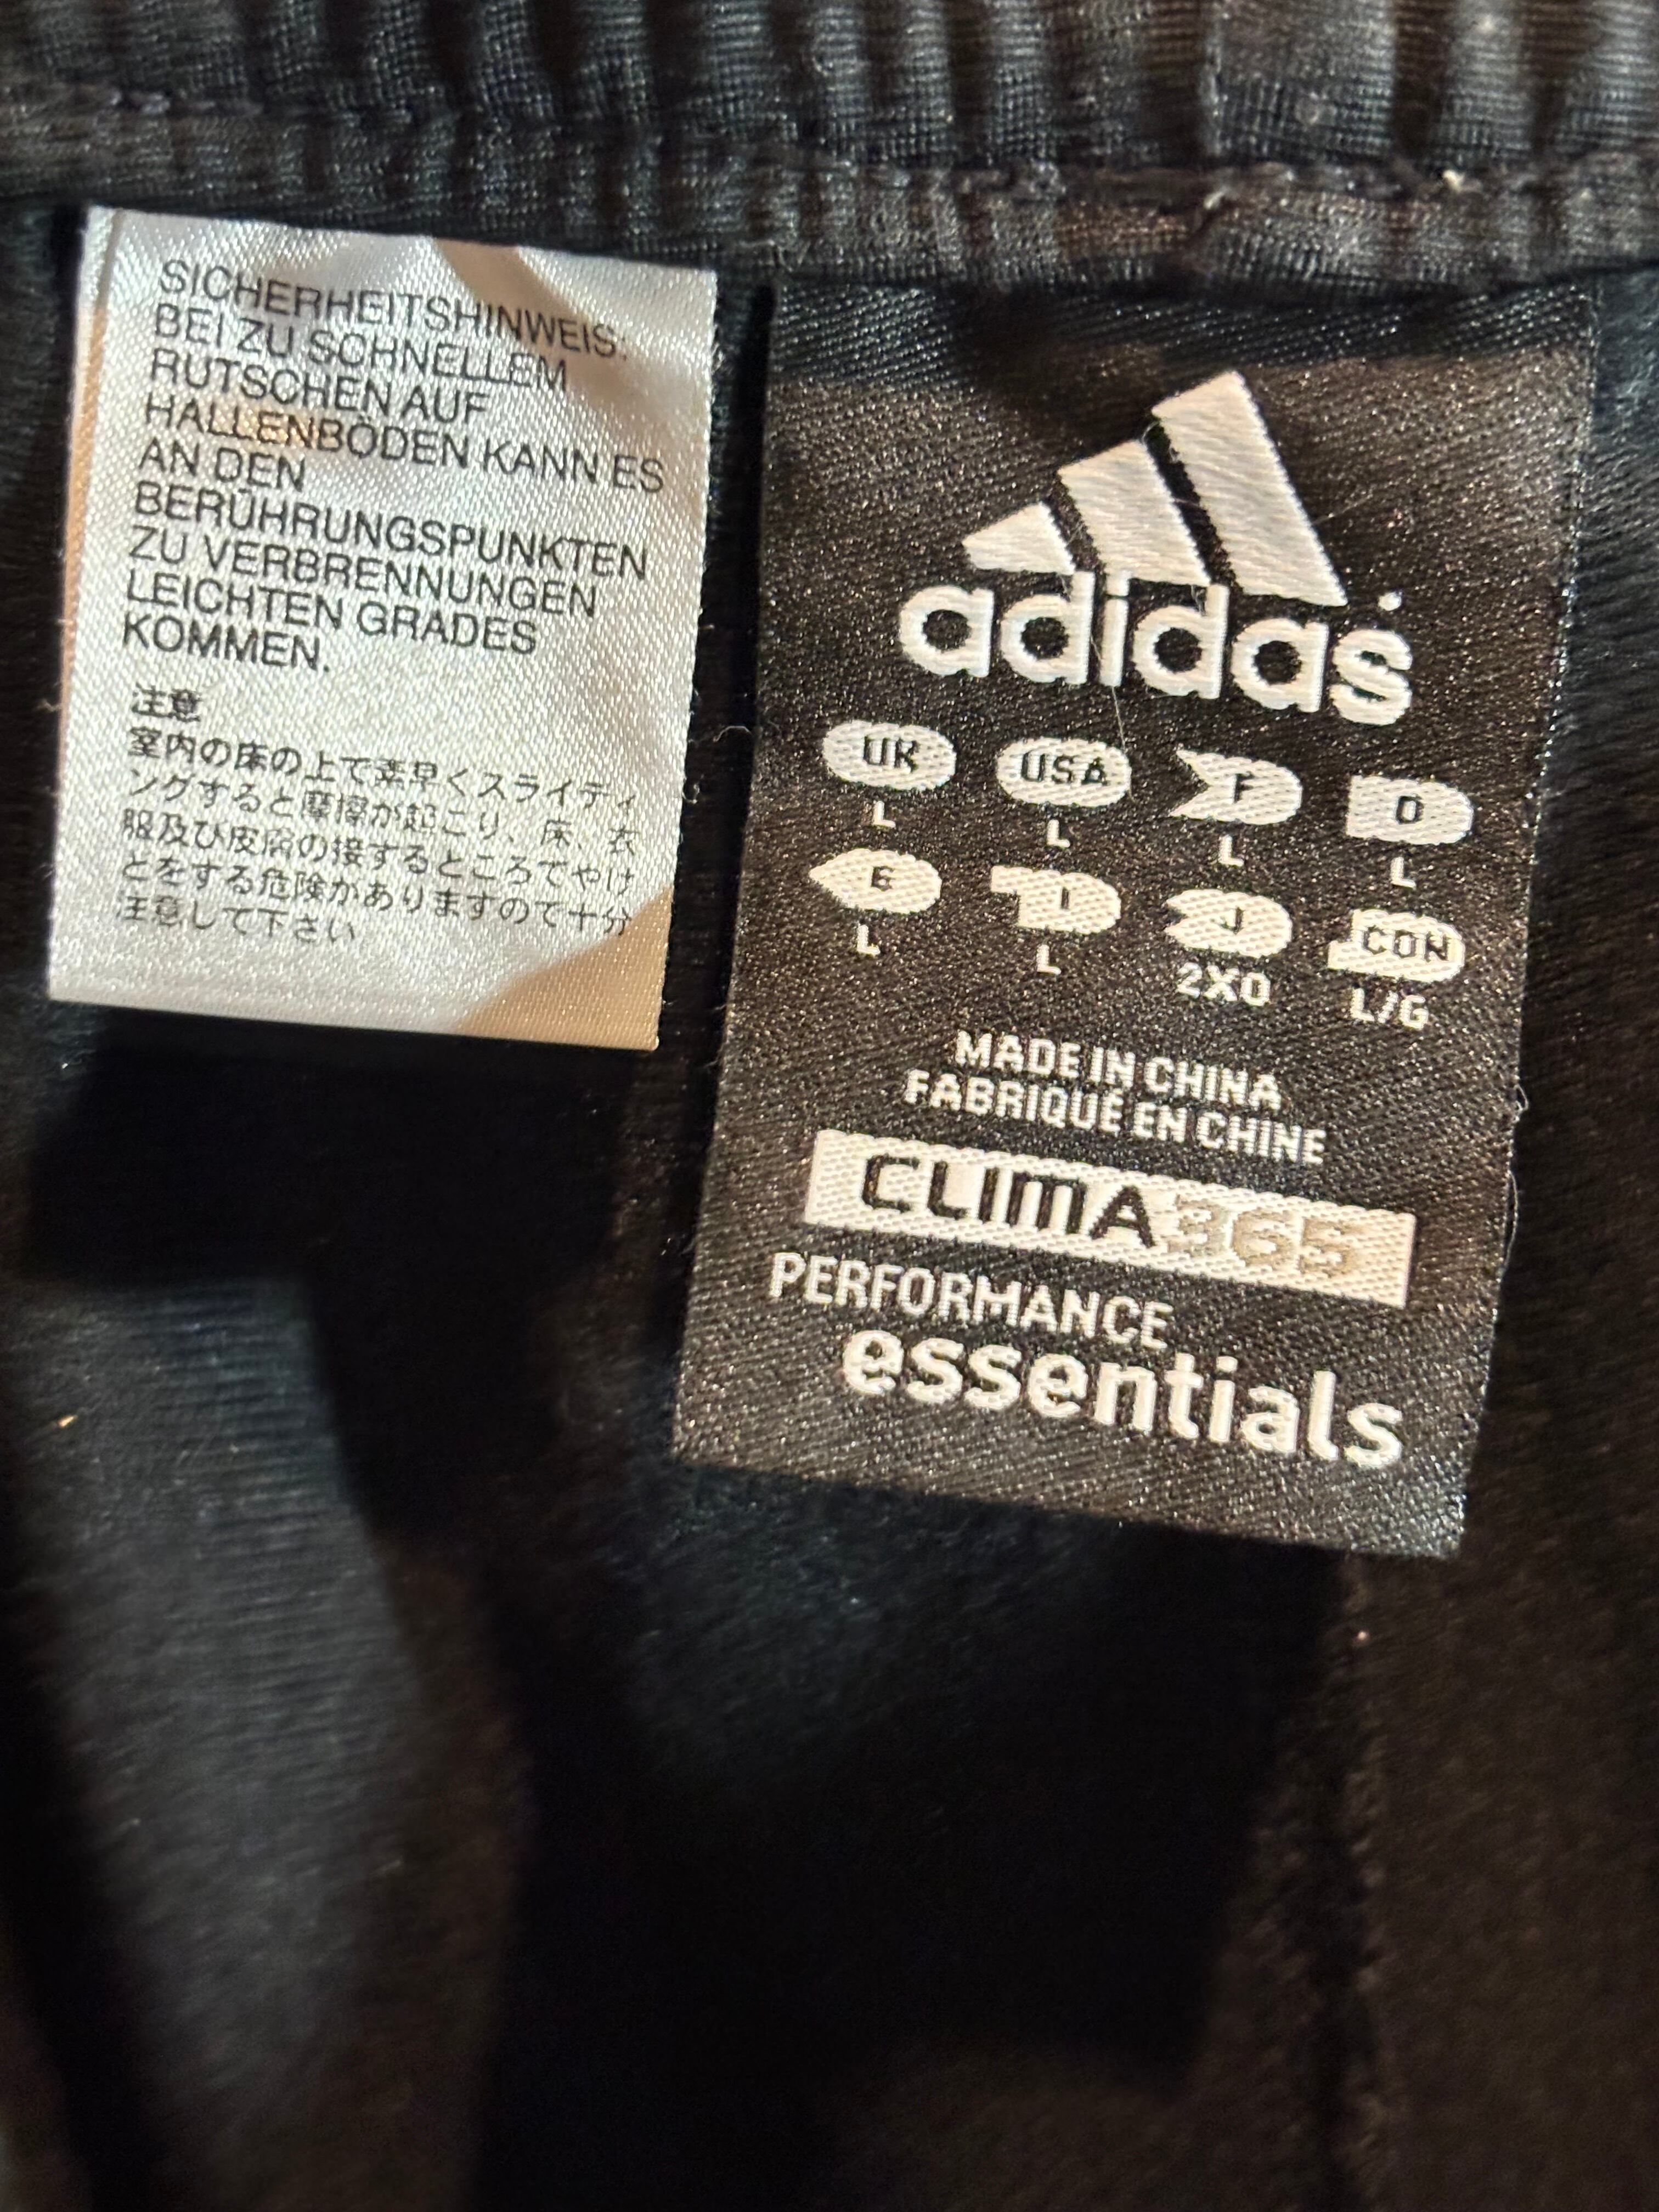 SICHERHEITSHINWEIS:
BEI ZU SCHNELLEM
RUTSCHEN AUF
HALLENBÖDEN KANN ES
AN DEN
BERÜHRUNGSPUNKTEN
ZU VERBRENNUNGEN
LEICHTEN GRADES
KOMMEN.
注意
室内の床の上で素早くスライディ
ングすると摩擦が起こり、床、衣
服及び皮膚の接するところでやけ
どをする危険がありますので十分
注意して下さい
adidas
UK USA F D
L L L L
E I J CON
L L 2XO L/G
MADE IN CHINA
FABRIQUÉ EN CHINE
CLIMA365
PERFORMANCE
essentials